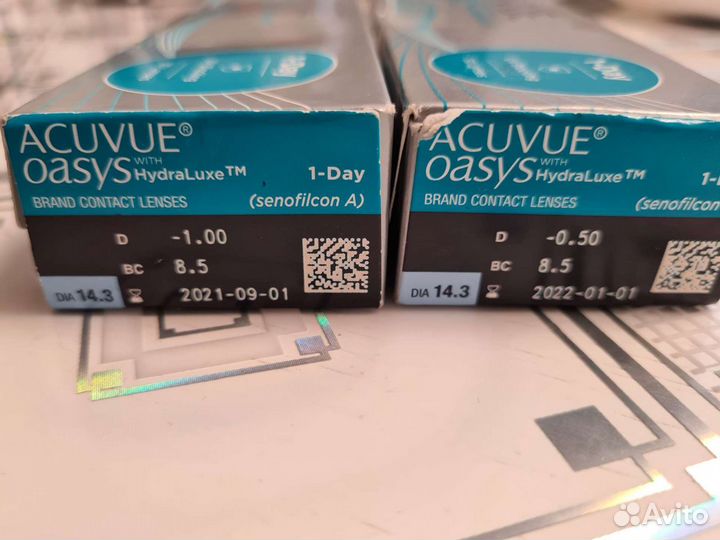 ACUVUE®
oasys WITH HydraLuxe™
1-Day
BRAND CONTACT LENSES
(senofilcon A)
D -1.00
BC 8.5
DIA 14.3
2021-09-01
ACUVUE®
oasys WITH HydraLuxe™
1-
BRAND CONTACT LENSES
(senofilcon
D -0.50
BC 8.5
DIA 14.3
2022-01-01
Avito